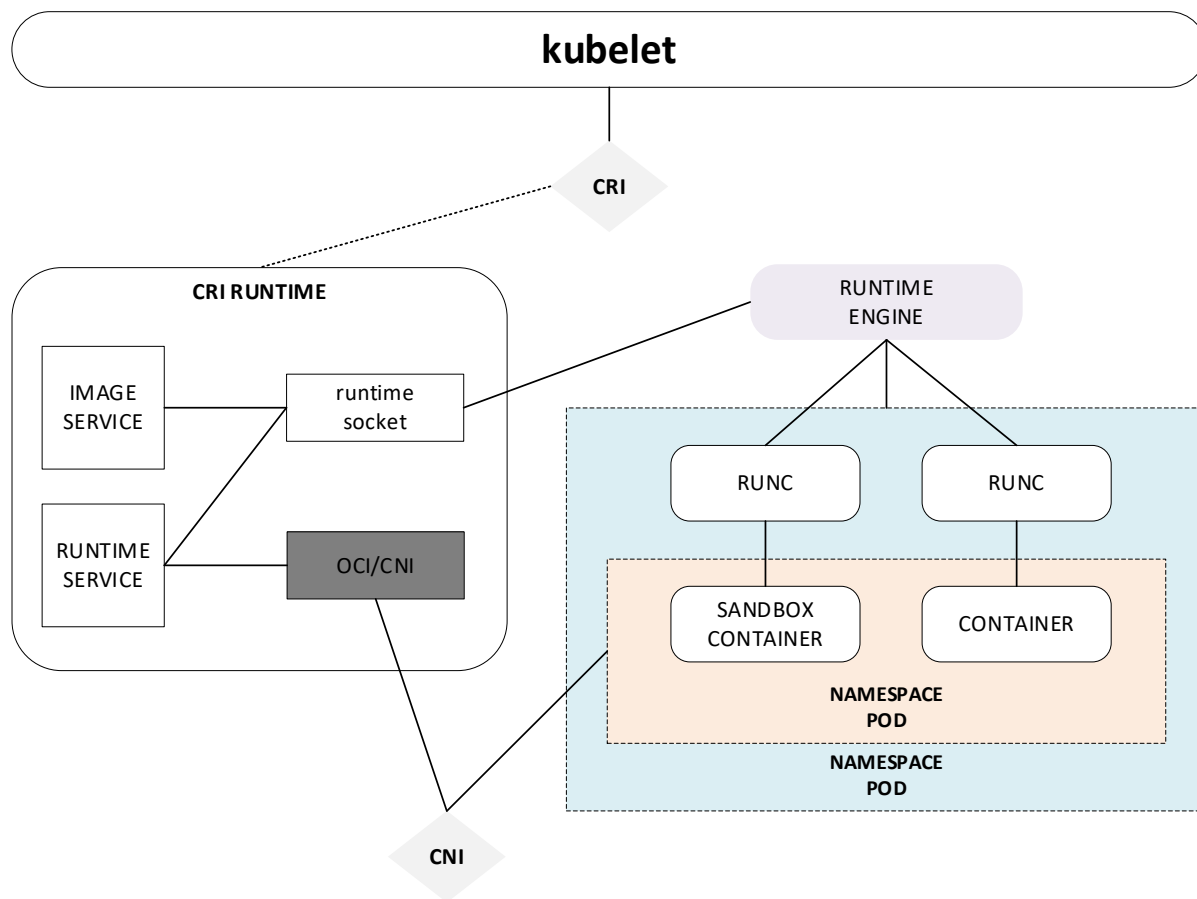 kubelet
CRI
CRI RUNTIME
IMAGE
SERVICE
runtime
socket
RUNTIME
SERVICE
OCI/CNI
RUNTIME
ENGINE
RUNC
RUNC
SANDBOX
CONTAINER
CONTAINER
NAMESPACE
POD
NAMESPACE
POD
CNI